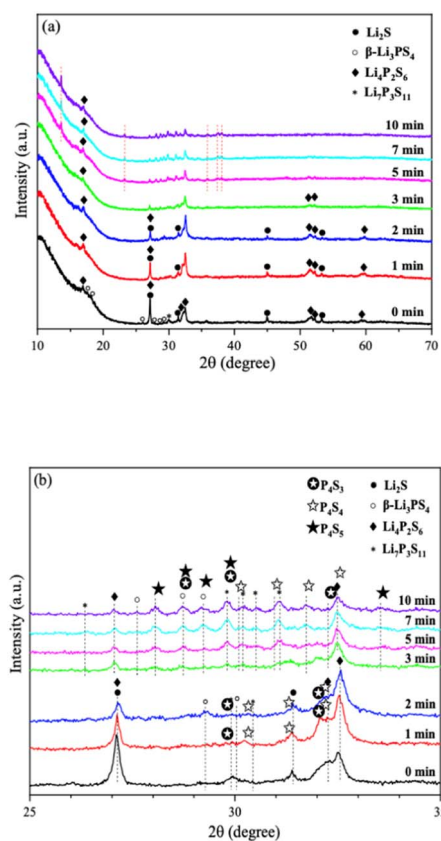 (a)
Li₂S
β-Li₃PS₄
Li₄P₂S₆
Li₇P₃S₁₁
Intensity (a.u.)
10 min
7 min
5 min
3 min
2 min
1 min
0 min
10 20 30 40 50 60 70
2θ (degree)
(b)
P₄S₃
P₄S₄
P₄S₅
Li₂S
β-Li₃PS₄
Li₄P₂S₆
Li₇P₃S₁₁
Intensity (a.u.)
10 min
7 min
5 min
3 min
2 min
1 min
0 min
25 30
2θ (degree)